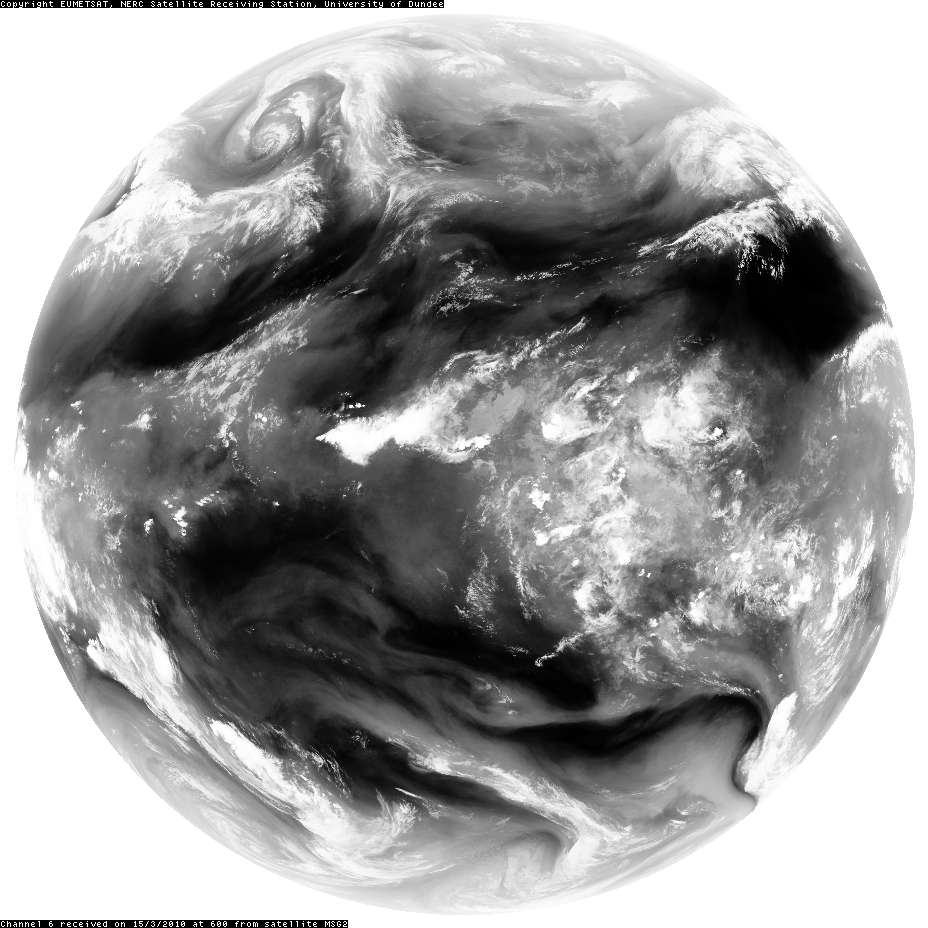 Copyright EUMETSAT, NERC Satellite Receiving Station, University of Dundee
Channel 6 received on 15/3/2010 at 600 from satellite MSG2